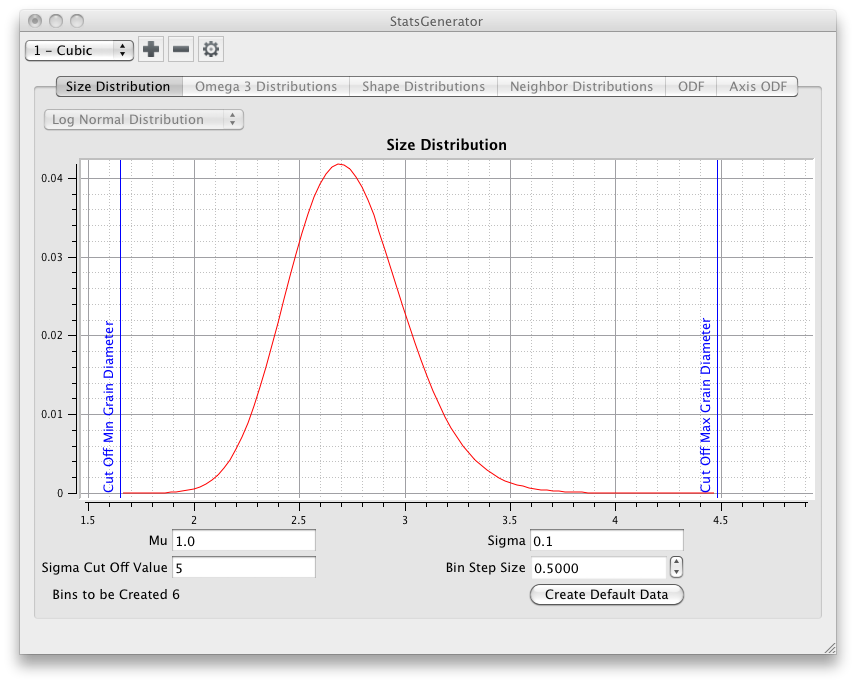 StatsGenerator
1 - Cubic
Size Distribution Omega 3 Distributions Shape Distributions Neighbor Distributions ODF Axis ODF
Log Normal Distribution
Size Distribution
0.04
0.03
0.02
0.01
0
Cut Off Min Grain Diameter
Cut Off Max Grain Diameter
1.5 2 2.5 3 3.5 4 4.5
Mu 1.0 Sigma 0.1
Sigma Cut Off Value 5 Bin Step Size 0.5000
Bins to be Created 6 Create Default Data